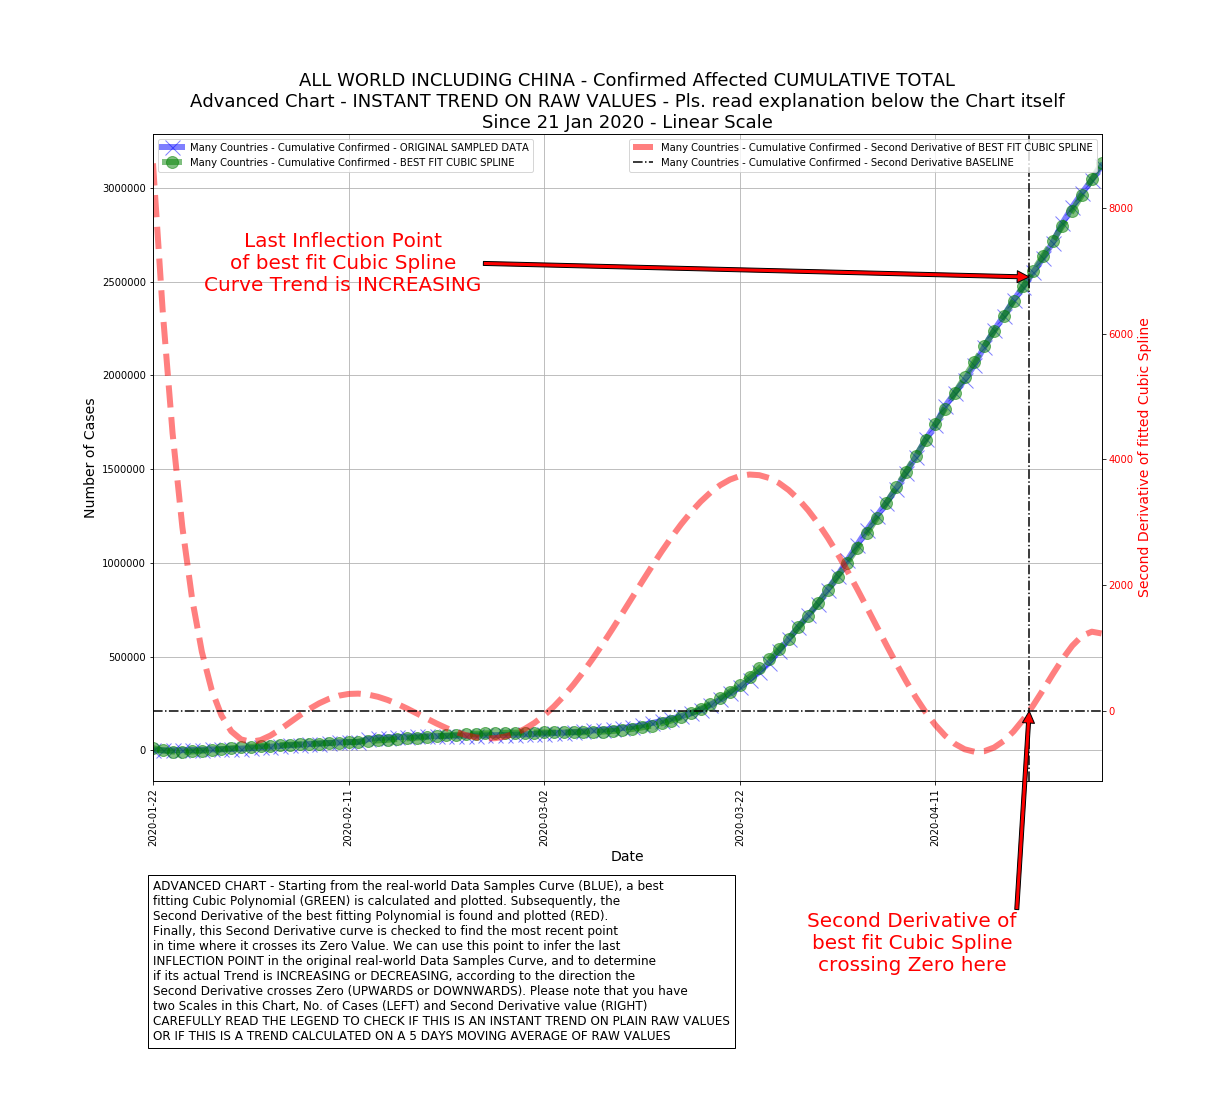 ALL WORLD INCLUDING CHINA - Confirmed Affected CUMULATIVE TOTAL
Advanced Chart - INSTANT TREND ON RAW VALUES - Pls. read explanation below the Chart itself
Since 21 Jan 2020 - Linear Scale
Many Countries - Cumulative Confirmed - ORIGINAL SAMPLED DATA
Many Countries - Cumulative Confirmed - BEST FIT CUBIC SPLINE
Many Countries - Cumulative Confirmed - Second Derivative of BEST FIT CUBIC SPLINE
Many Countries - Cumulative Confirmed - Second Derivative BASELINE
Last Inflection Point
of best fit Cubic Spline
Curve Trend is INCREASING
Number of Cases
3000000
2500000
2000000
1500000
1000000
500000
0
8000
6000
4000
2000
0
Second Derivative of fitted Cubic Spline
2020-01-22
2020-02-11
2020-03-02
2020-03-22
2020-04-11
Date
ADVANCED CHART - Starting from the real-world Data Samples Curve (BLUE), a best
fitting Cubic Polynomial (GREEN) is calculated and plotted. Subsequently, the
Second Derivative of the best fitting Polynomial is found and plotted (RED).
Finally, this Second Derivative curve is checked to find the most recent point
in time where it crosses its Zero Value. We can use this point to infer the last
INFLECTION POINT in the original real-world Data Samples Curve, and to determine
if its actual Trend is INCREASING or DECREASING, according to the direction the
Second Derivative crosses Zero (UPWARDS or DOWNWARDS). Please note that you have
two Scales in this Chart, No. of Cases (LEFT) and Second Derivative value (RIGHT)
CAREFULLY READ THE LEGEND TO CHECK IF THIS IS AN INSTANT TREND ON PLAIN RAW VALUES
OR IF THIS IS A TREND CALCULATED ON A 5 DAYS MOVING AVERAGE OF RAW VALUES
Second Derivative of
best fit Cubic Spline
crossing Zero here